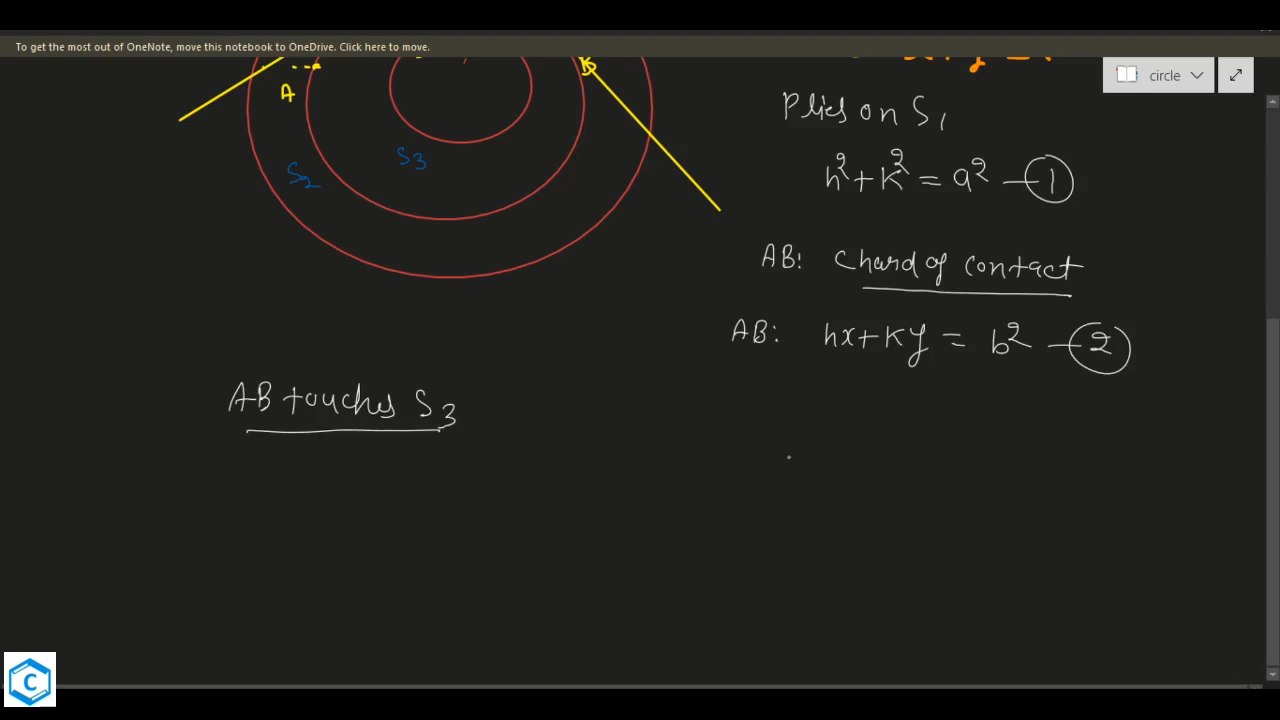 To get the most out of OneNote, move this notebook to OneDrive. Click here to move.
circle
A
B
S2
S3
P lies on S1
h²+k² = a² —1
AB: Chord of contact
AB: hx+ky = b² —2
AB touches S3
C